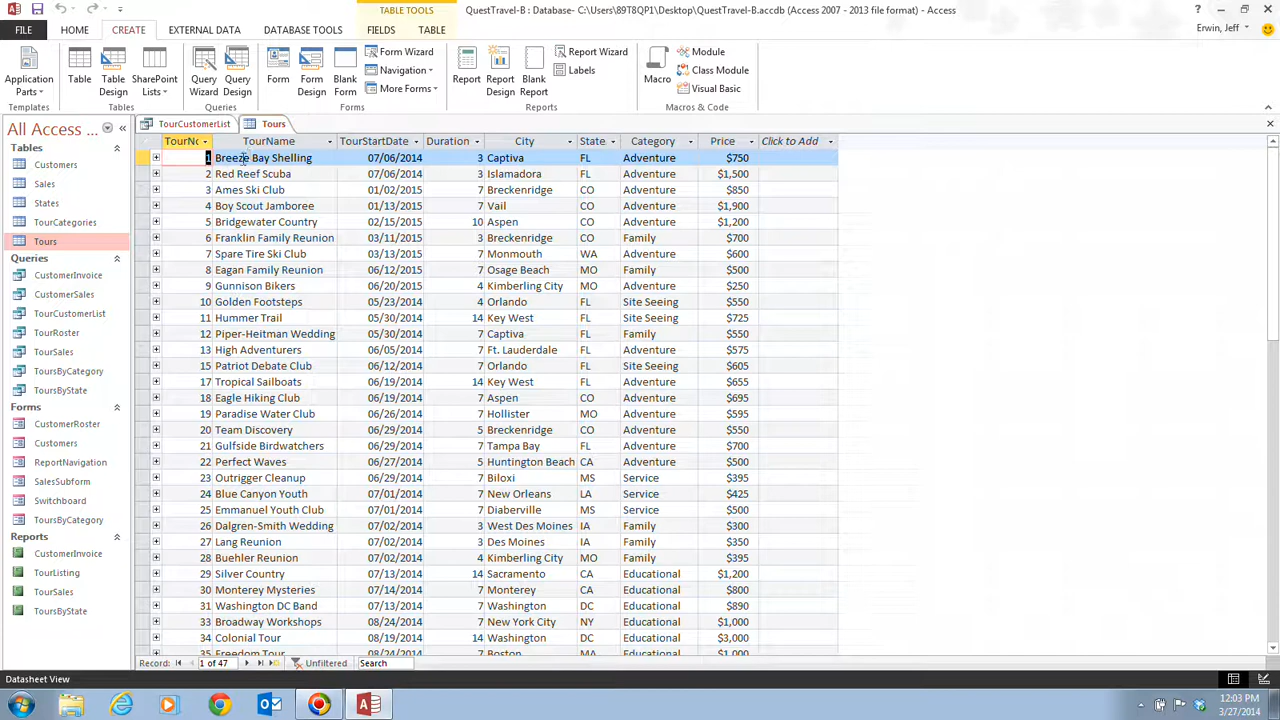 TABLE TOOLS
QuestTravel-B : Database- C:\Users\89T8QP1\Desktop\QuestTravel-B.accdb (Access 2007 - 2013 file format) - Access
FILE HOME CREATE EXTERNAL DATA DATABASE TOOLS FIELDS TABLE
Erwin, Jeff
Application Parts
Table
Table Design
SharePoint Lists
Query Wizard
Query Design
Form
Form Design
Blank Form
Form Wizard
Navigation
More Forms
Report
Report Design
Blank Report
Report Wizard
Labels
Macro
Module
Class Module
Visual Basic
Templates Tables Queries Forms Reports Macros & Code
All Access ...
Tables
Customers
Sales
States
TourCategories
Tours
Queries
CustomerInvoice
CustomerSales
TourCustomerList
TourRoster
TourSales
ToursByCategory
ToursByState
Forms
CustomerRoster
Customers
ReportNavigation
SalesSubform
Switchboard
ToursByCategory
Reports
CustomerInvoice
TourListing
TourSales
ToursByState
TourCustomerList Tours
TourNo TourName TourStartDate Duration City State Category Price Click to Add
1 Breeze Bay Shelling 07/06/2014 3 Captiva FL Adventure $750
2 Red Reef Scuba 07/06/2014 3 Islamadora FL Adventure $1,500
3 Ames Ski Club 01/02/2015 7 Breckenridge CO Adventure $850
4 Boy Scout Jamboree 01/13/2015 7 Vail CO Adventure $1,900
5 Bridgewater Country 02/15/2015 10 Aspen CO Adventure $1,200
6 Franklin Family Reunion 03/11/2015 3 Breckenridge CO Family $700
7 Spare Tire Ski Club 03/13/2015 7 Monmouth WA Adventure $600
8 Eagan Family Reunion 06/12/2015 7 Osage Beach MO Family $500
9 Gunnison Bikers 06/20/2015 4 Kimberling City MO Adventure $250
10 Golden Footsteps 05/23/2014 4 Orlando FL Site Seeing $550
11 Hummer Trail 05/30/2014 14 Key West FL Site Seeing $725
12 Piper-Heitman Wedding 05/30/2014 7 Captiva FL Family $550
13 High Adventurers 06/05/2014 7 Ft. Lauderdale FL Adventure $575
15 Patriot Debate Club 06/12/2014 7 Orlando FL Site Seeing $605
17 Tropical Sailboats 06/19/2014 14 Key West FL Adventure $655
18 Eagle Hiking Club 06/19/2014 7 Aspen CO Adventure $695
19 Paradise Water Club 06/26/2014 7 Hollister MO Adventure $595
20 Team Discovery 06/29/2014 5 Breckenridge CO Adventure $550
21 Gulfside Birdwatchers 06/29/2014 7 Tampa Bay FL Adventure $700
22 Perfect Waves 06/27/2014 5 Huntington Beach CA Adventure $500
23 Outrigger Cleanup 06/29/2014 7 Biloxi MS Service $395
24 Blue Canyon Youth 07/01/2014 7 New Orleans LA Service $425
25 Emmanuel Youth Club 07/01/2014 7 Diaberville MS Service $500
26 Dalgren-Smith Wedding 07/02/2014 3 West Des Moines IA Family $300
27 Lang Reunion 07/02/2014 3 Des Moines IA Family $350
28 Buehler Reunion 07/02/2014 4 Kimberling City MO Family $395
29 Silver Country 07/13/2014 14 Sacramento CA Educational $1,200
30 Monterey Mysteries 07/14/2014 7 Monterey CA Educational $800
31 Washington DC Band 07/13/2014 7 Washington DC Educational $890
33 Broadway Workshops 08/24/2014 7 New York City NY Educational $1,000
34 Colonial Tour 08/19/2014 14 Washington DC Educational $3,000
35 Freedom Tour 08/24/2014 7 Boston MA Educational $1,000
Record: 1 of 47 Unfiltered Search
Datasheet View
12:03 PM
3/27/2014